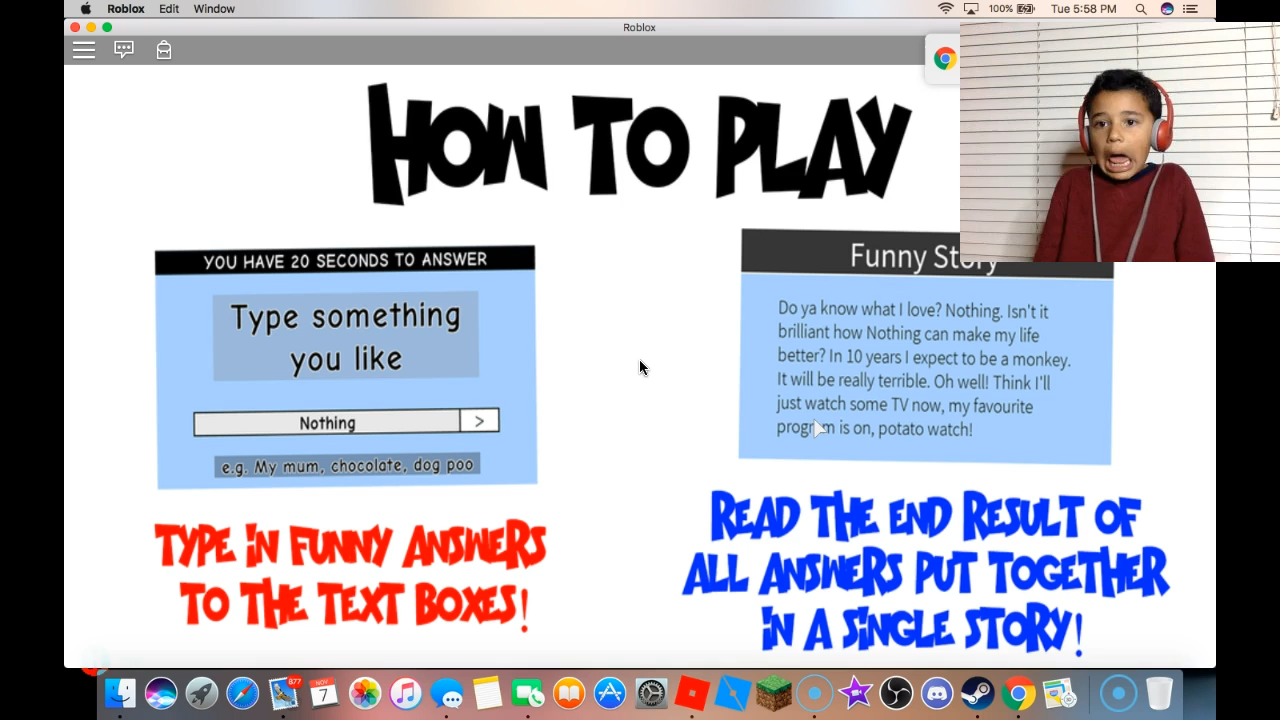 Roblox Edit Window 100% Tue 5:58 PM
Roblox
HOW TO PLAY
YOU HAVE 20 SECONDS TO ANSWER
Type something
you like
Nothing >
e.g. My mum, chocolate, dog poo
TYPE IN FUNNY ANSWERS
TO THE TEXT BOXES!
Funny Story
Do ya know what I love? Nothing. Isn't it
brilliant how Nothing can make my life
better? In 10 years I expect to be a monkey.
It will be really terrible. Oh well! Think I'll
just watch some TV now, my favourite
program is on, potato watch!
READ THE END RESULT OF
ALL ANSWERS PUT TOGETHER
IN A SINGLE STORY!
877
NOV
7